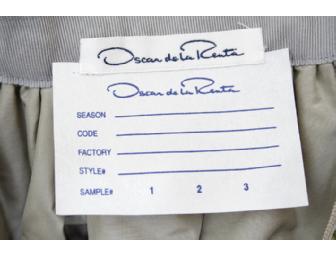 Oscar de la Renta
Oscar de la Renta
SEASON
CODE
FACTORY
STYLE#
SAMPLE# 1 2 3